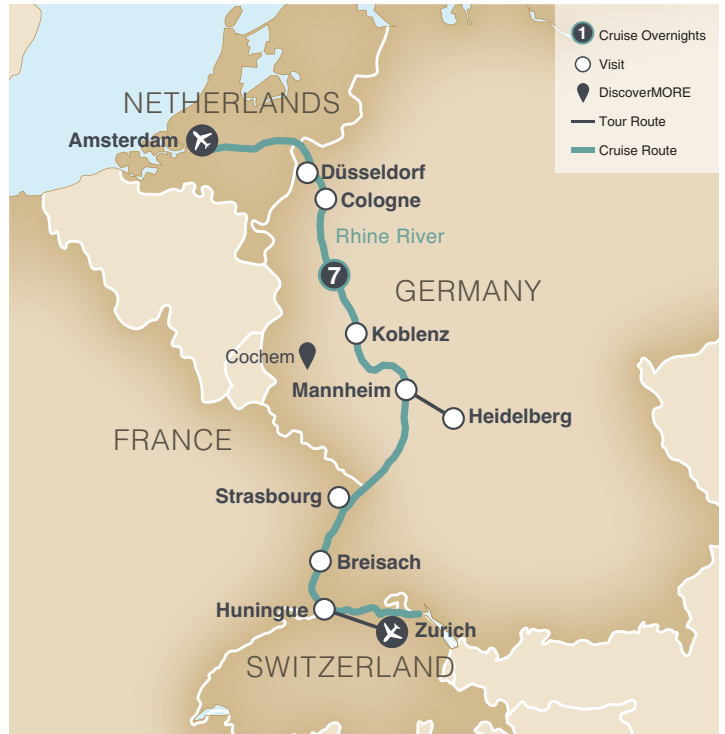 1 Cruise Overnights
Visit
DiscoverMORE
Tour Route
Cruise Route
NETHERLANDS
Amsterdam
Düsseldorf
Cologne
Rhine River
7
GERMANY
Koblenz
Cochem
Mannheim
Heidelberg
FRANCE
Strasbourg
Breisach
Huningue
Zurich
SWITZERLAND